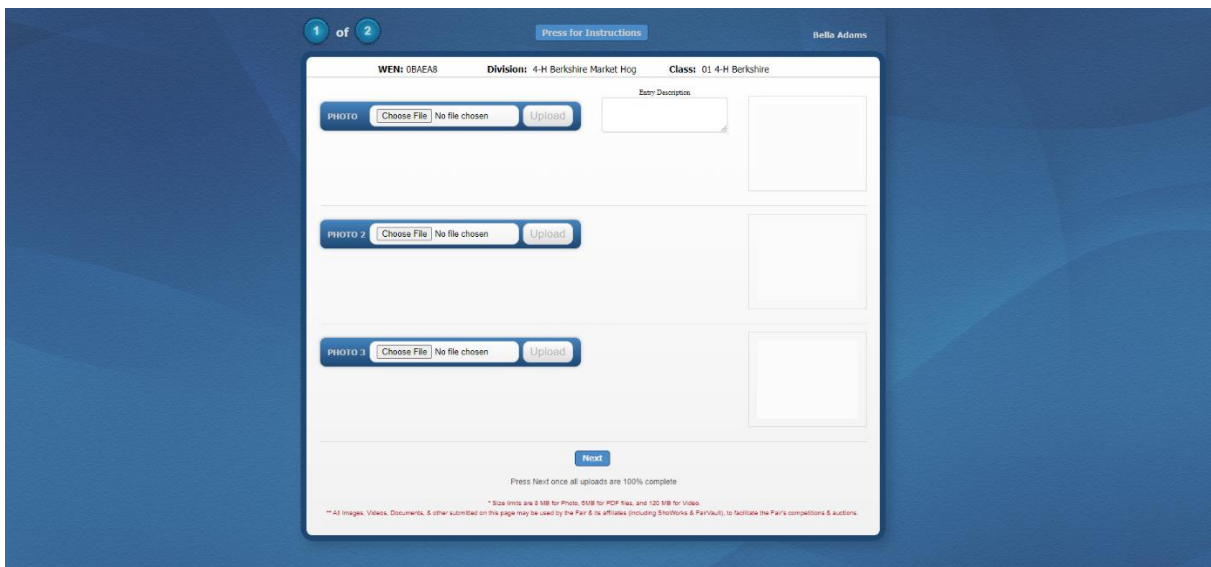 1 of 2
Press for Instructions
Bella Adams
WEN: 0BAEA8 Division: 4-H Berkshire Market Hog Class: 01 4-H Berkshire
Entry Description
PHOTO Choose File No file chosen Upload
PHOTO 2 Choose File No file chosen Upload
PHOTO 3 Choose File No file chosen Upload
Next
Press Next once all uploads are 100% complete
* Size limits are 8 MB for Photo, 6MB for PDF files, and 120 MB for Video.
** All Images, Videos, Documents, & other submitted on this page may be used by the Fair & its affiliates (including ShoWorks & FairVault), to facilitate the Fair's competitions & auctions.